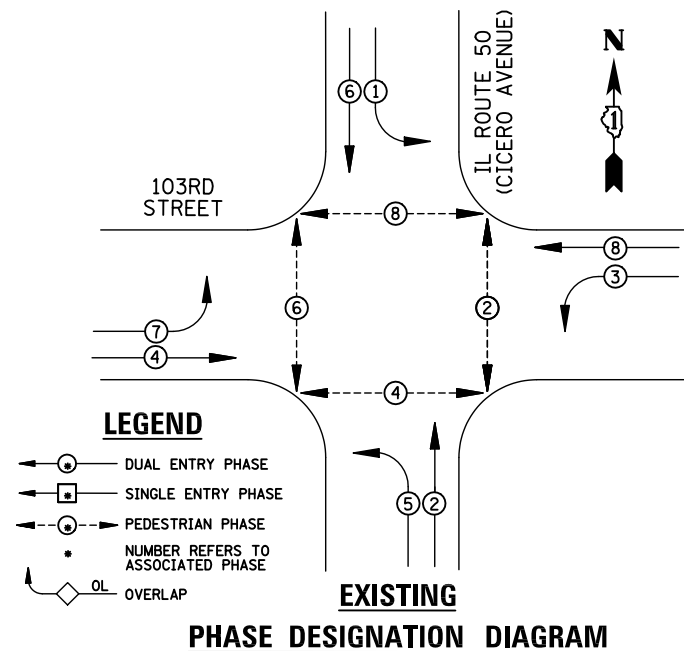 IL ROUTE 50
(CICERO AVENUE)
N
1
6 1
103RD
STREET
8
8
3
6
2
7
4
4
LEGEND
* DUAL ENTRY PHASE
* SINGLE ENTRY PHASE
* PEDESTRIAN PHASE
* NUMBER REFERS TO
ASSOCIATED PHASE
OL OVERLAP
5 2
EXISTING
PHASE DESIGNATION DIAGRAM